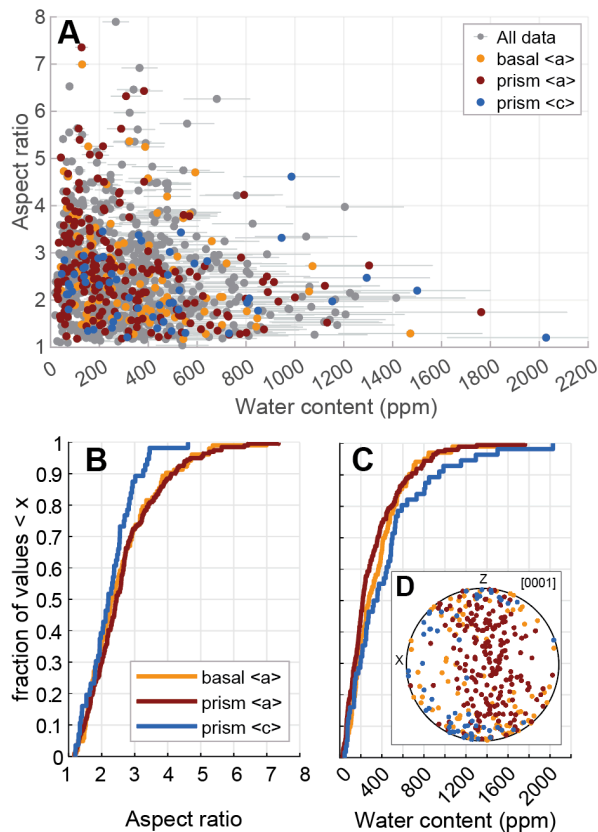 A
All data
basal <a>
prism <a>
prism <c>
8
7
6
5
4
3
2
1
Aspect ratio
0 200 400 600 800 1000 1200 1400 1600 1800 2000 2200
Water content (ppm)
B
1
0.9
0.8
0.7
0.6
0.5
0.4
0.3
0.2
0.1
0
fraction of values < x
basal <a>
prism <a>
prism <c>
1 2 3 4 5 6 7 8
Aspect ratio
C
D
Z
[0001]
X
0 400 800 1200 1600 2000
Water content (ppm)